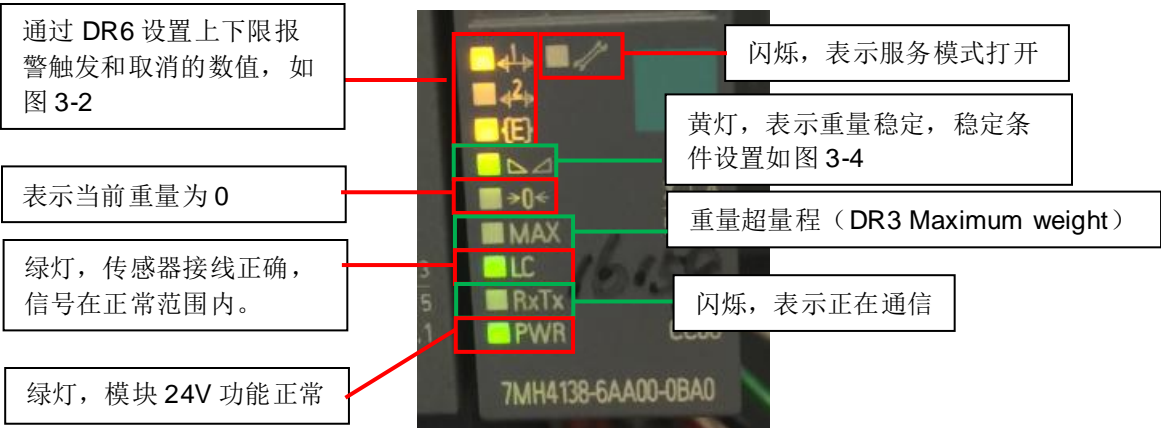 通过 DR6 设置上下限报
警触发和取消的数值，如
图 3-2
闪烁，表示服务模式打开
黄灯，表示重量稳定，稳定条
件设置如图 3-4
表示当前重量为 0
重量超量程（DR3 Maximum weight）
绿灯，传感器接线正确，
信号在正常范围内。
闪烁，表示正在通信
绿灯，模块 24V 功能正常
1
2
{E}
→0←
MAX
LC
RxTx
PWR
7MH4138-6AA00-0BA0